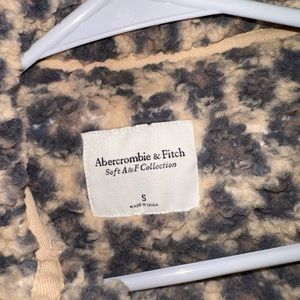 Abercrombie & Fitch
Soft A&F Collection
S
MADE IN CHINA